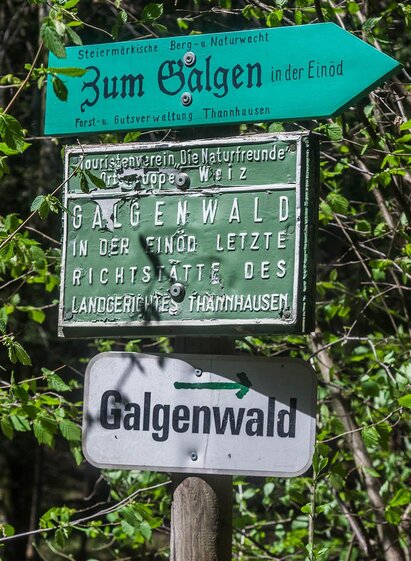 Steiermärkische Berg- u. Naturwacht
Zum Galgen in der Einöd
Forst- u. Gutsverwaltung Thannhausen
Touristenverein „Die Naturfreunde"
Ortsgruppe Weiz
GALGENWALD
IN DER EINÖD LETZTE
RICHTSTÄTTE DES
LANDGERICHTES THANNHAUSEN
Galgenwald